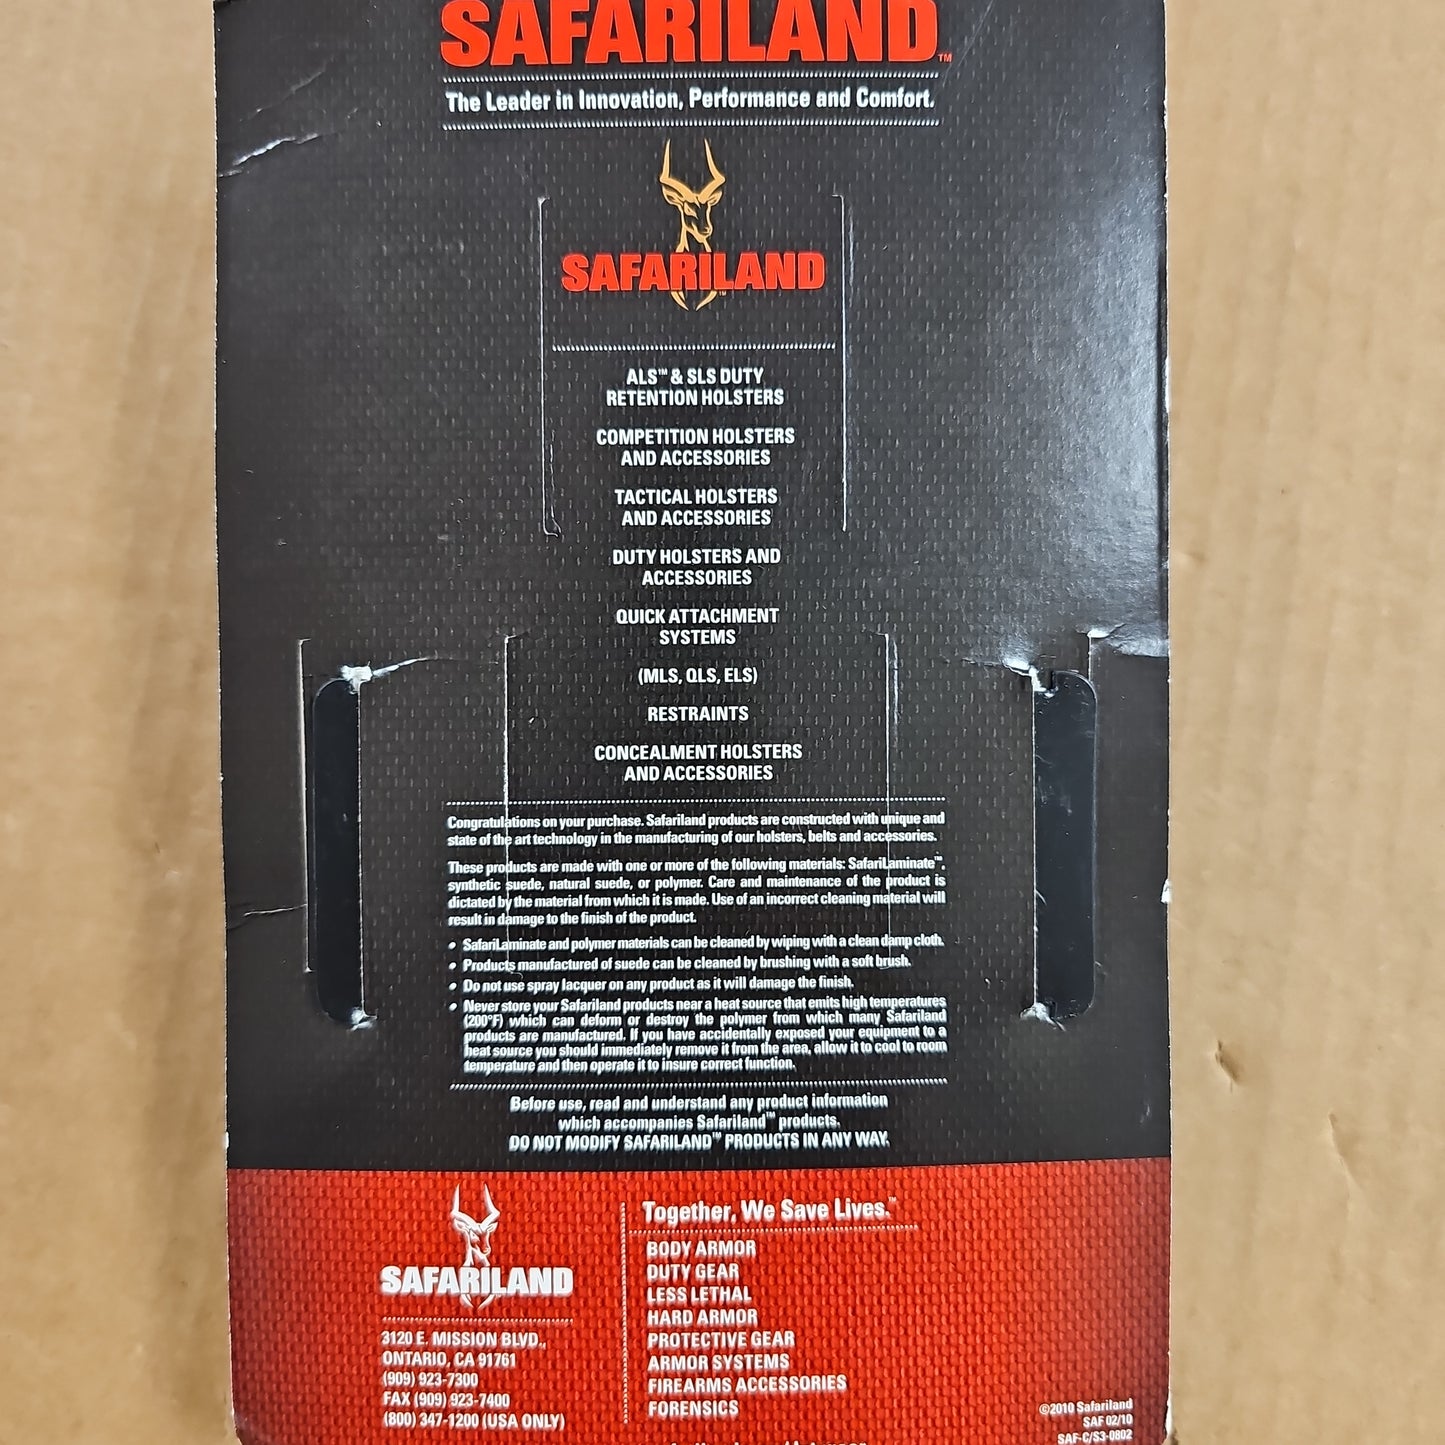 SAFARILAND™
The Leader in Innovation, Performance and Comfort.
SAFARILAND™
ALS™ & SLS DUTY
RETENTION HOLSTERS
COMPETITION HOLSTERS
AND ACCESSORIES
TACTICAL HOLSTERS
AND ACCESSORIES
DUTY HOLSTERS AND
ACCESSORIES
QUICK ATTACHMENT
SYSTEMS
(MLS, QLS, ELS)
RESTRAINTS
CONCEALMENT HOLSTERS
AND ACCESSORIES
Congratulations on your purchase. Safariland products are constructed with unique and
state of the art technology in the manufacturing of our holsters, belts and accessories.
These products are made with one or more of the following materials: SafariLaminate™,
synthetic suede, natural suede, or polymer. Care and maintenance of the product is
dictated by the material from which it is made. Use of an incorrect cleaning material will
result in damage to the finish of the product.
• SafariLaminate and polymer materials can be cleaned by wiping with a clean damp cloth.
• Products manufactured of suede can be cleaned by brushing with a soft brush.
• Do not use spray lacquer on any product as it will damage the finish.
• Never store your Safariland products near a heat source that emits high temperatures
(200°F) which can deform or destroy the polymer from which many Safariland
products are manufactured. If you have accidentally exposed your equipment to a
heat source you should immediately remove it from the area, allow it to cool to room
temperature and then operate it to insure correct function.
Before use, read and understand any product information
which accompanies Safariland™ products.
DO NOT MODIFY SAFARILAND™ PRODUCTS IN ANY WAY.
SAFARILAND
3120 E. MISSION BLVD.,
ONTARIO, CA 91761
(909) 923-7300
FAX (909) 923-7400
(800) 347-1200 (USA ONLY)
Together, We Save Lives.™
BODY ARMOR
DUTY GEAR
LESS LETHAL
HARD ARMOR
PROTECTIVE GEAR
ARMOR SYSTEMS
FIREARMS ACCESSORIES
FORENSICS
©2010 Safariland
SAF 02/10
SAF-C/S3-0802